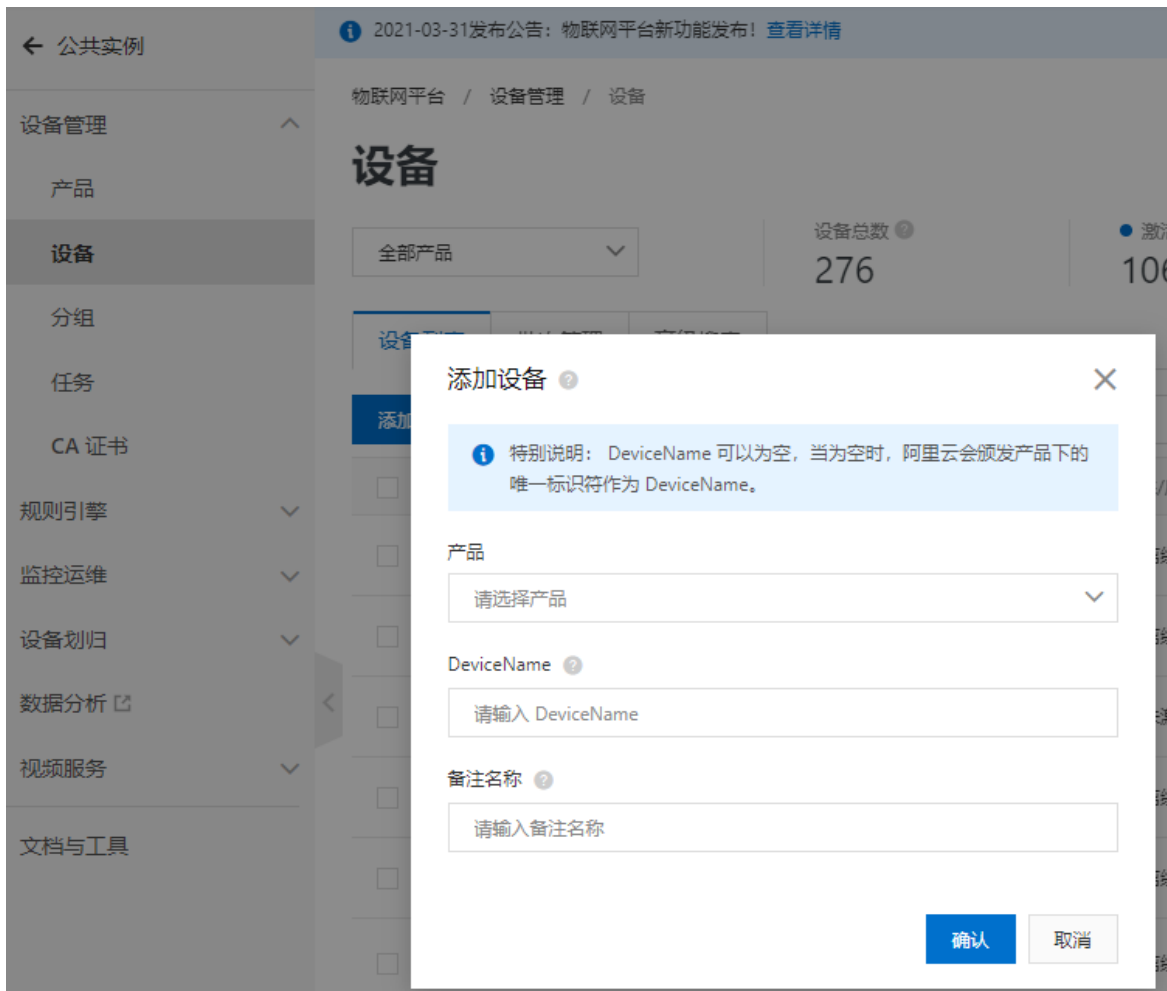 公共实例
2021-03-31发布公告：物联网平台新功能发布！查看详情
物联网平台 / 设备管理 / 设备
设备管理
产品
设备
分组
任务
CA 证书
规则引擎
监控运维
设备划归
数据分析
视频服务
文档与工具
设备
全部产品
设备总数
276
添加设备
特别说明： DeviceName 可以为空，当为空时，阿里云会颁发产品下的
唯一标识符作为 DeviceName。
产品
请选择产品
DeviceName
请输入 DeviceName
备注名称
请输入备注名称
确认 取消